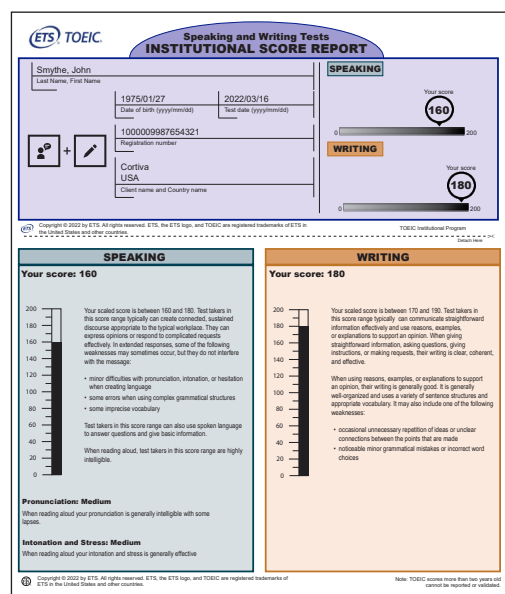 ETS TOEIC.
Speaking and Writing Tests
INSTITUTIONAL SCORE REPORT
Smythe, John
Last Name, First Name
1975/01/27
Date of birth (yyyy/mm/dd)
2022/03/16
Test date (yyyy/mm/dd)
1000009987654321
Registration number
Cortiva
USA
Client name and Country name
+
SPEAKING
Your score
160
0
200
WRITING
Your score
180
0
200
ETS
Copyright © 2022 by ETS. All rights reserved. ETS, the ETS logo, and TOEIC are registered trademarks of ETS in
the United States and other countries.
TOEIC Institutional Program
Detach Here
SPEAKING
Your score: 160
200
180
160
140
120
100
80
60
40
20
0
Your scaled score is between 160 and 180. Test takers in
this score range typically can create connected, sustained
discourse appropriate to the typical workplace. They can
express opinions or respond to complicated requests
effectively. In extended responses, some of the following
weaknesses may sometimes occur, but they do not interfere
with the message:
• minor difficulties with pronunciation, intonation, or hesitation
when creating language
• some errors when using complex grammatical structures
• some imprecise vocabulary
Test takers in this score range can also use spoken language
to answer questions and give basic information.
When reading aloud, test takers in this score range are highly
intelligible.
Pronunciation: Medium
When reading aloud your pronunciation is generally intelligible with some
lapses.
Intonation and Stress: Medium
When reading aloud your intonation and stress is generally effective
WRITING
Your score: 180
200
180
160
140
120
100
80
60
40
20
0
Your scaled score is between 170 and 190. Test takers in
this score range typically can communicate straightforward
information effectively and use reasons, examples,
or explanations to support an opinion. When giving
straightforward information, asking questions, giving
instructions, or making requests, their writing is clear, coherent,
and effective.
When using reasons, examples, or explanations to support
an opinion, their writing is generally good. It is generally
well-organized and uses a variety of sentence structures and
appropriate vocabulary. It may also include one of the following
weaknesses:
• occasional unnecessary repetition of ideas or unclear
connections between the points that are made
• noticeable minor grammatical mistakes or incorrect word
choices
Copyright © 2022 by ETS. All rights reserved. ETS, the ETS logo, and TOEIC are registered trademarks of
ETS in the United States and other countries.
Note: TOEIC scores more than two years old
cannot be reported or validated.